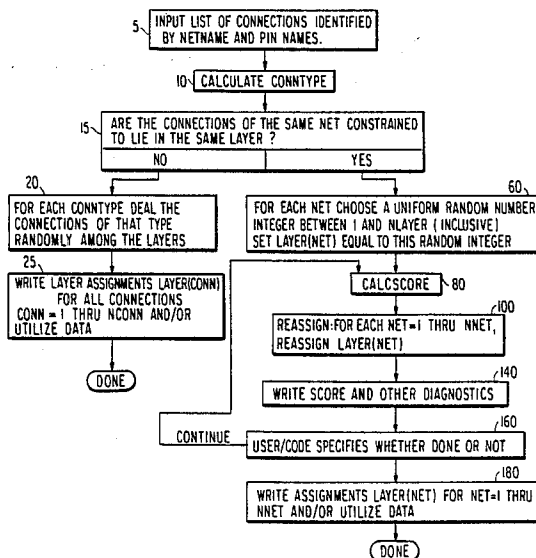 5
INPUT LIST OF CONNECTIONS IDENTIFIED
BY NETNAME AND PIN NAMES.
10
CALCULATE CONNTYPE
15
ARE THE CONNECTIONS OF THE SAME NET CONSTRAINED
TO LIE IN THE SAME LAYER ?
NO
YES
20
FOR EACH CONNTYPE DEAL THE
CONNECTIONS OF THAT TYPE
RANDOMLY AMONG THE LAYERS
25
WRITE LAYER ASSIGNMENTS LAYER(CONN)
FOR ALL CONNECTIONS
CONN = 1 THRU NCONN AND/OR
UTILIZE DATA
DONE
60
FOR EACH NET CHOOSE A UNIFORM RANDOM NUMBER
INTEGER BETWEEN 1 AND NLAYER (INCLUSIVE)
SET LAYER(NET) EQUAL TO THIS RANDOM INTEGER
CALCSCORE
80
100
REASSIGN:FOR EACH NET=1 THRU NNET,
REASSIGN LAYER(NET)
140
WRITE SCORE AND OTHER DIAGNOSTICS
160
CONTINUE
USER/CODE SPECIFIES WHETHER DONE OR NOT
180
WRITE ASSIGNMENTS LAYER(NET) FOR NET=1 THRU
NNET AND/OR UTILIZE DATA
DONE